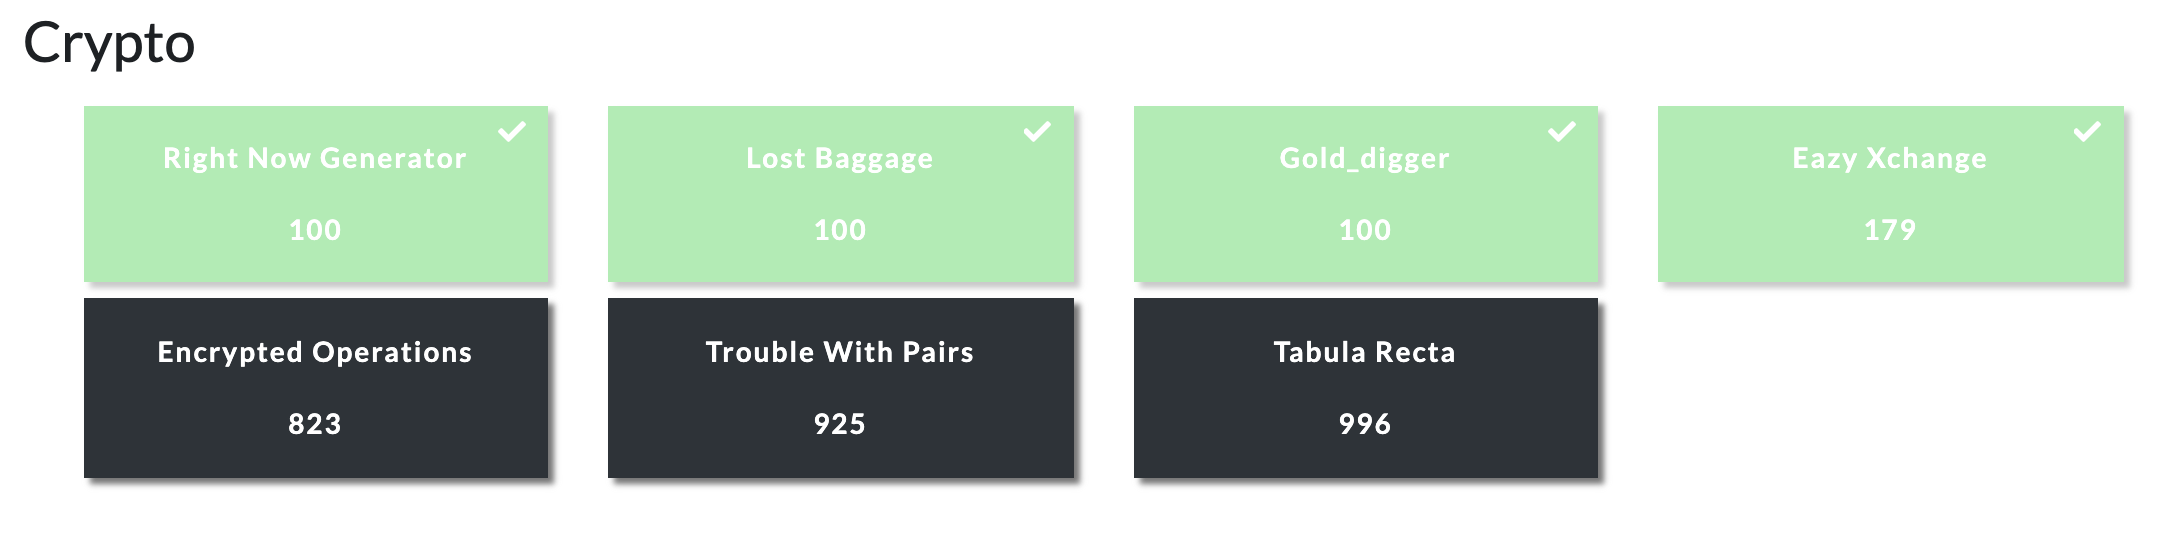 Crypto
Right Now Generator
100
Lost Baggage
100
Gold_digger
100
Eazy Xchange
179
Encrypted Operations
823
Trouble With Pairs
925
Tabula Recta
996